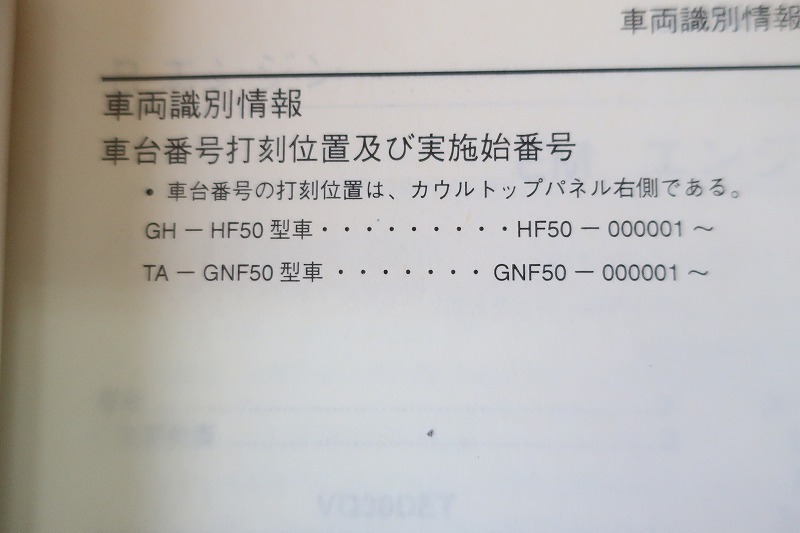 車両識別情報
車両識別情報
車台番号打刻位置及び実施始番号
• 車台番号の打刻位置は、カウルトップパネル右側である。
GH － HF50 型車・・・・・・・・・HF50 － 000001 ～
TA － GNF50 型車 ・・・・・・・ GNF50 － 000001 ～